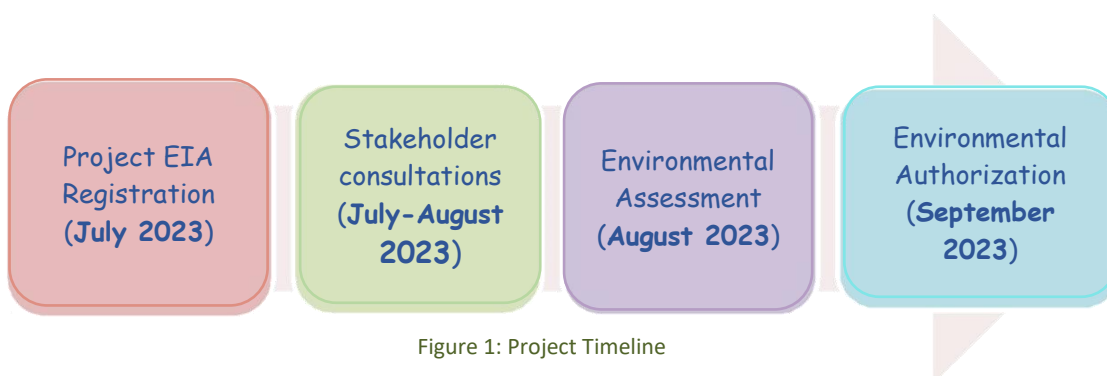 Project EIA
Registration
(July 2023)
Stakeholder
consultations
(July-August
2023)
Environmental
Assessment
(August 2023)
Environmental
Authorization
(September
2023)
Figure 1: Project Timeline